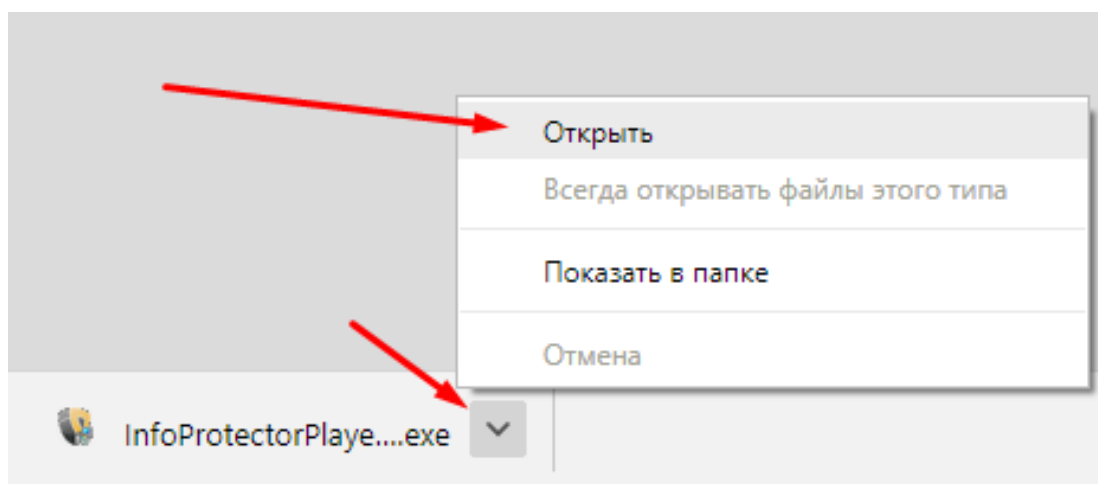 Открыть
Всегда открывать файлы этого типа
Показать в папке
Отмена
InfoProtectorPlaye....exe